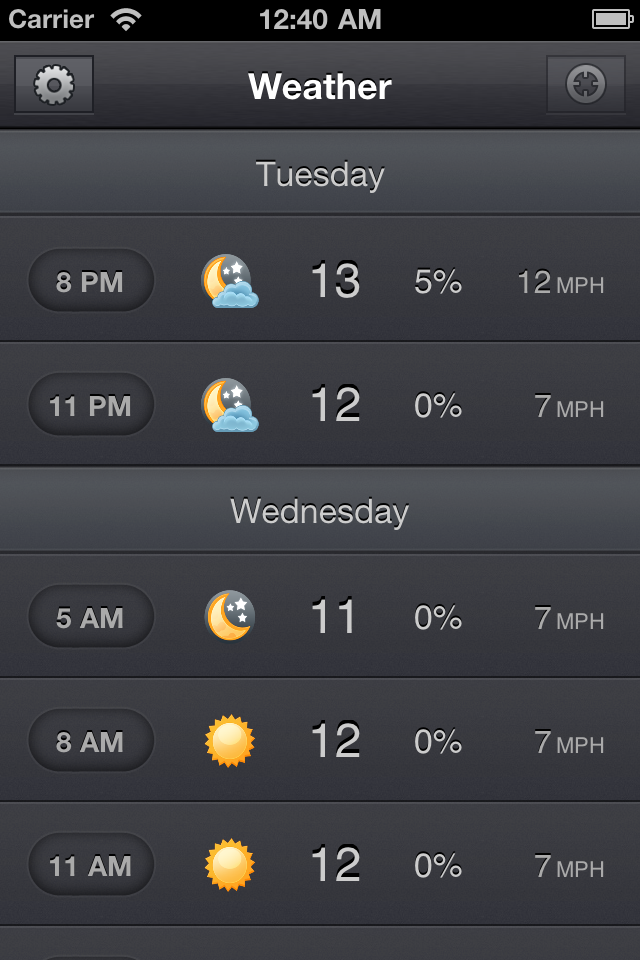 Carrier 12:40 AM
Weather
Tuesday
8 PM 13 5% 12 MPH
11 PM 12 0% 7 MPH
Wednesday
5 AM 11 0% 7 MPH
8 AM 12 0% 7 MPH
11 AM 12 0% 7 MPH